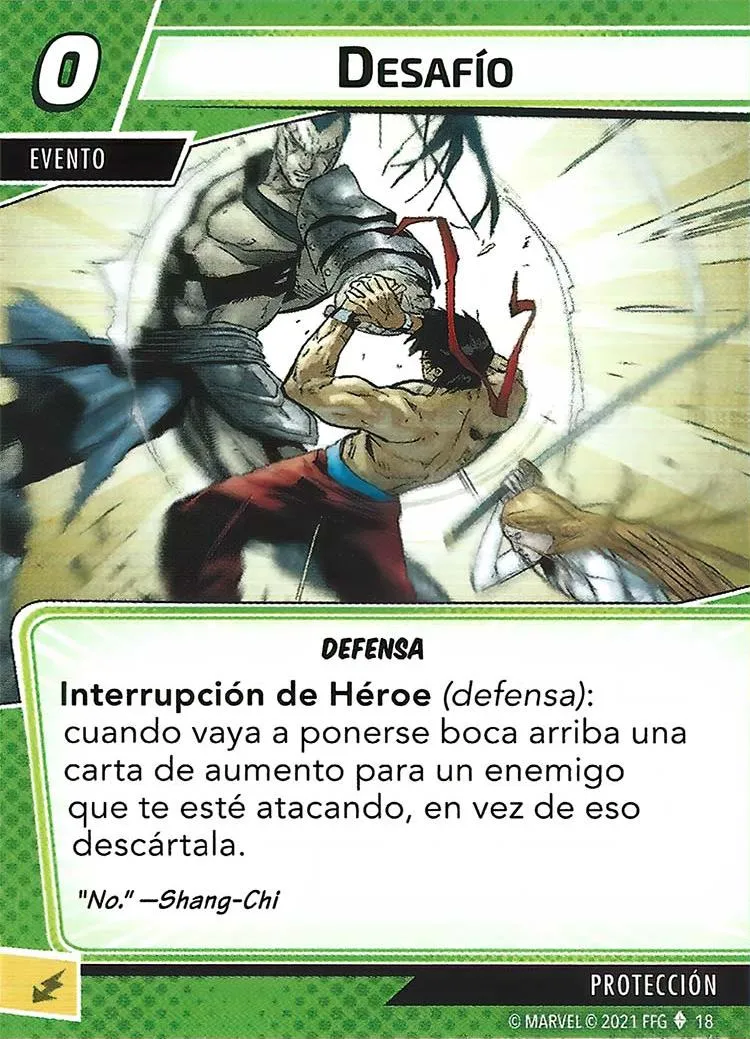 0
DESAFÍO
EVENTO
DEFENSA
Interrupción de Héroe (defensa):
cuando vaya a ponerse boca arriba una
carta de aumento para un enemigo
que te esté atacando, en vez de eso
descártala.
"No." —Shang-Chi
PROTECCIÓN
© MARVEL © 2021 FFG 18